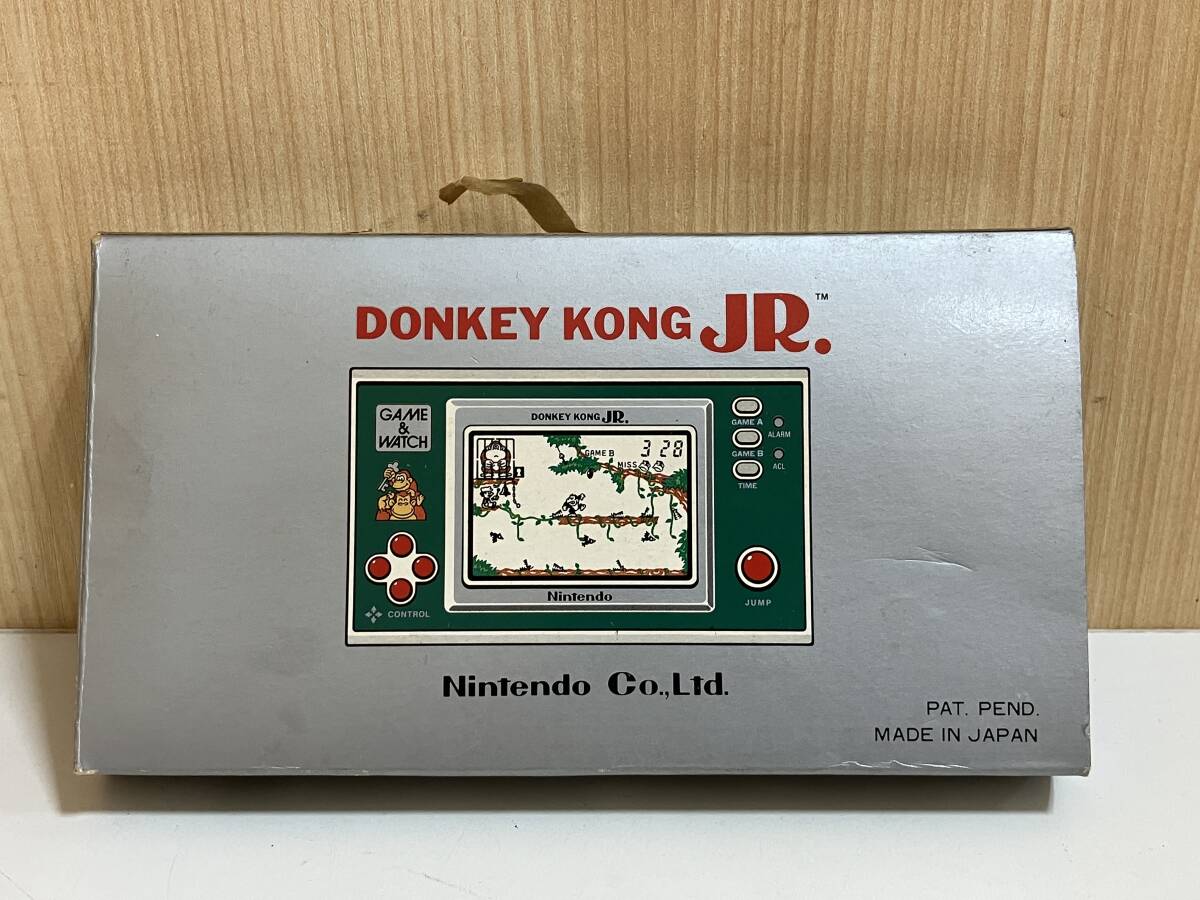 DONKEY KONG JR.™
GAME
&
WATCH
DONKEY KONG JR.
GAME B
3 28
MISS
GAME A
ALARM
GAME B
ACL
TIME
CONTROL
Nintendo
JUMP
Nintendo Co.,Ltd.
PAT. PEND.
MADE IN JAPAN